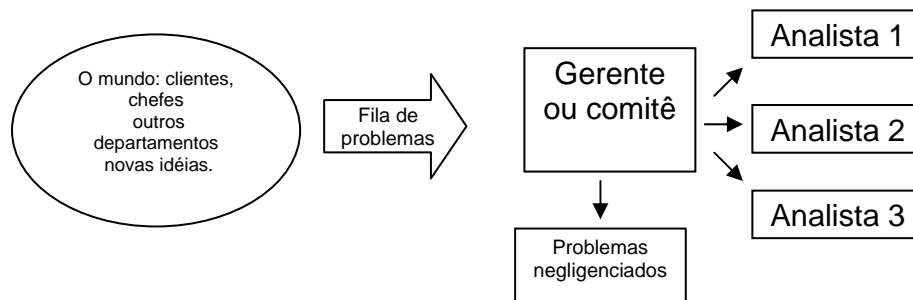 O mundo: clientes,
chefes
outros
departamentos
novas idéias.
Fila de
problemas
Gerente
ou comitê
Analista 1
Analista 2
Analista 3
Problemas
negligenciados